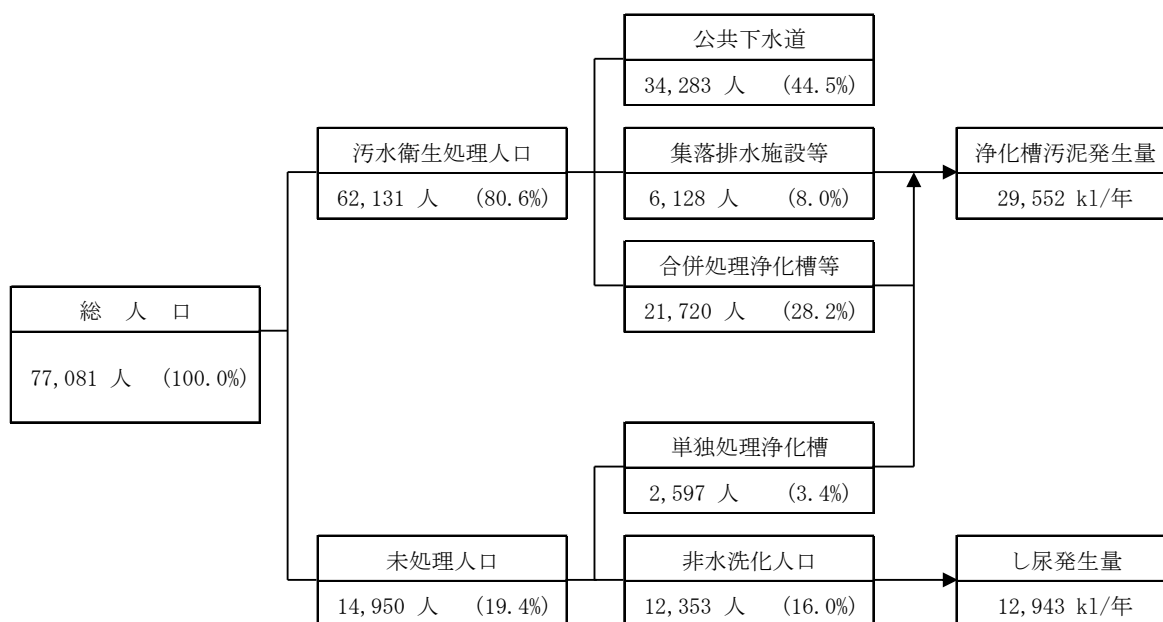 公共下水道
34,283 人 (44.5%)
汚水衛生処理人口
62,131 人 (80.6%)
集落排水施設等
6,128 人 (8.0%)
浄化槽汚泥発生量
29,552 kl/年
合併処理浄化槽等
21,720 人 (28.2%)
総 人 口
77,081 人 (100.0%)
単独処理浄化槽
2,597 人 (3.4%)
未処理人口
14,950 人 (19.4%)
非水洗化人口
12,353 人 (16.0%)
し尿発生量
12,943 kl/年